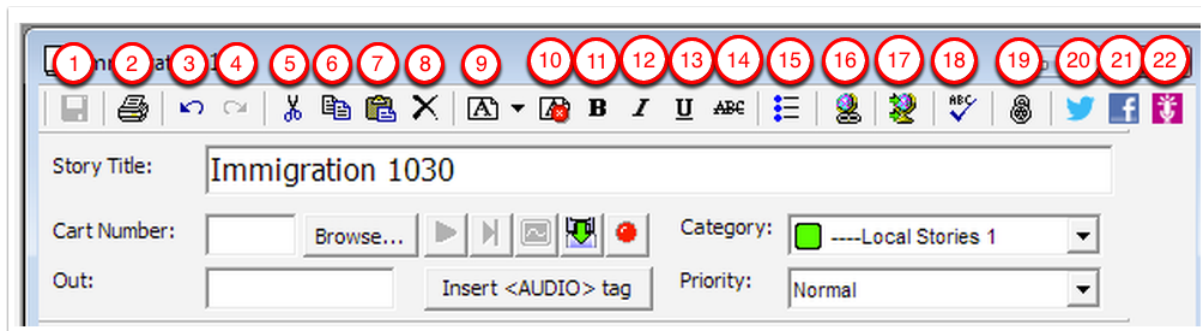 1 2 3 4 5 6 7 8 9 10 11 12 13 14 15 16 17 18 19 20 21 22
A B I U ABC ABC
Story Title: Immigration 1030
Cart Number: Browse... Category: ----Local Stories 1
Out: Insert <AUDIO> tag Priority: Normal